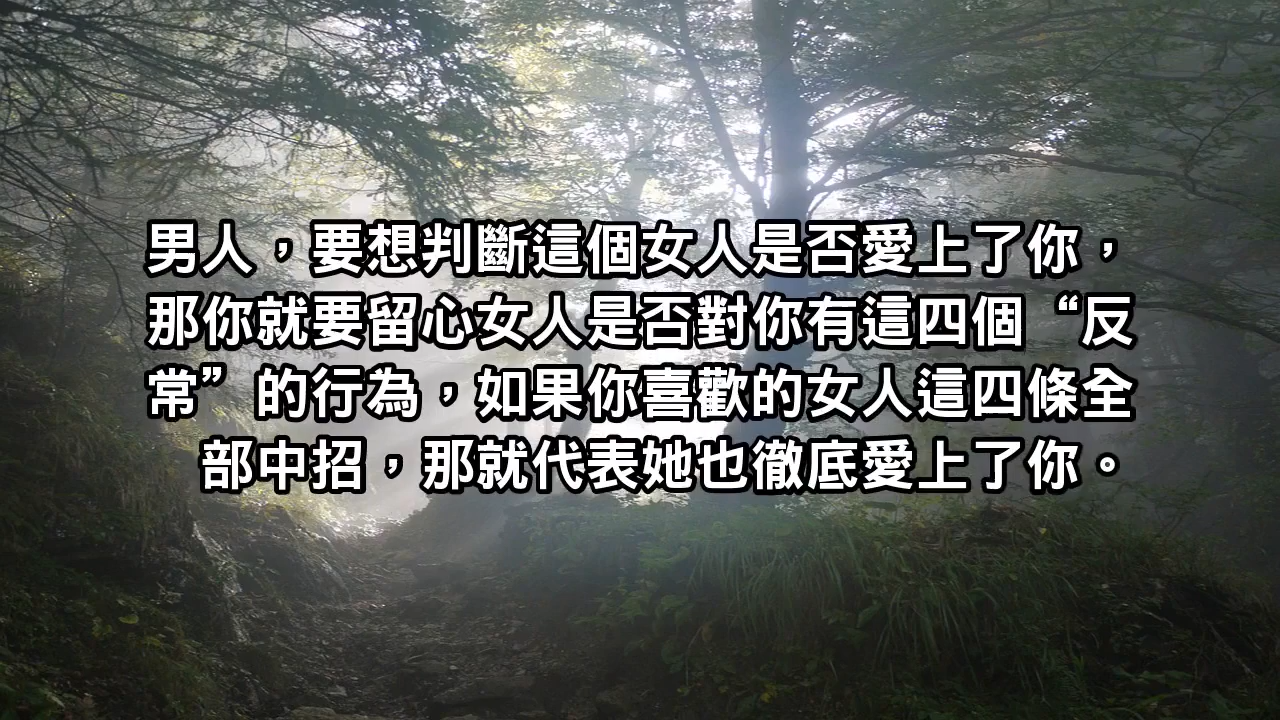 男人，要想判斷這個女人是否愛上了你，
那你就要留心女人是否對你有這四個“反
常”的行為，如果你喜歡的女人這四條全
部中招，那就代表她也徹底愛上了你。